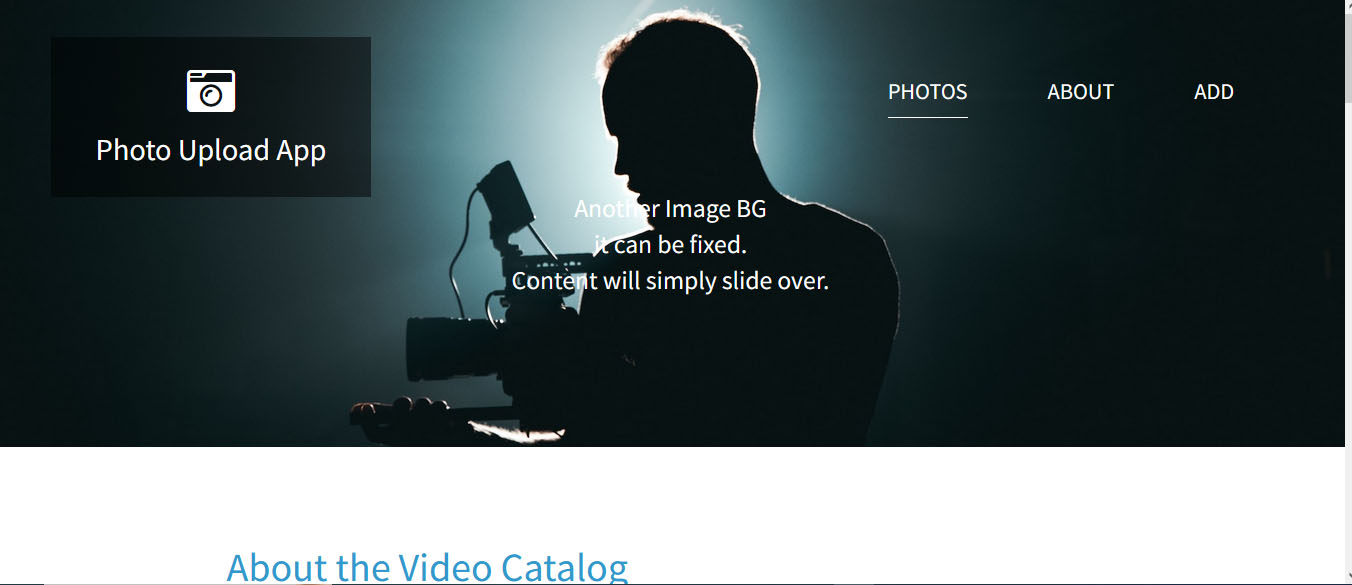 Photo Upload App
PHOTOS
ABOUT
ADD
Another Image BG
it can be fixed.
Content will simply slide over.
About the Video Catalog